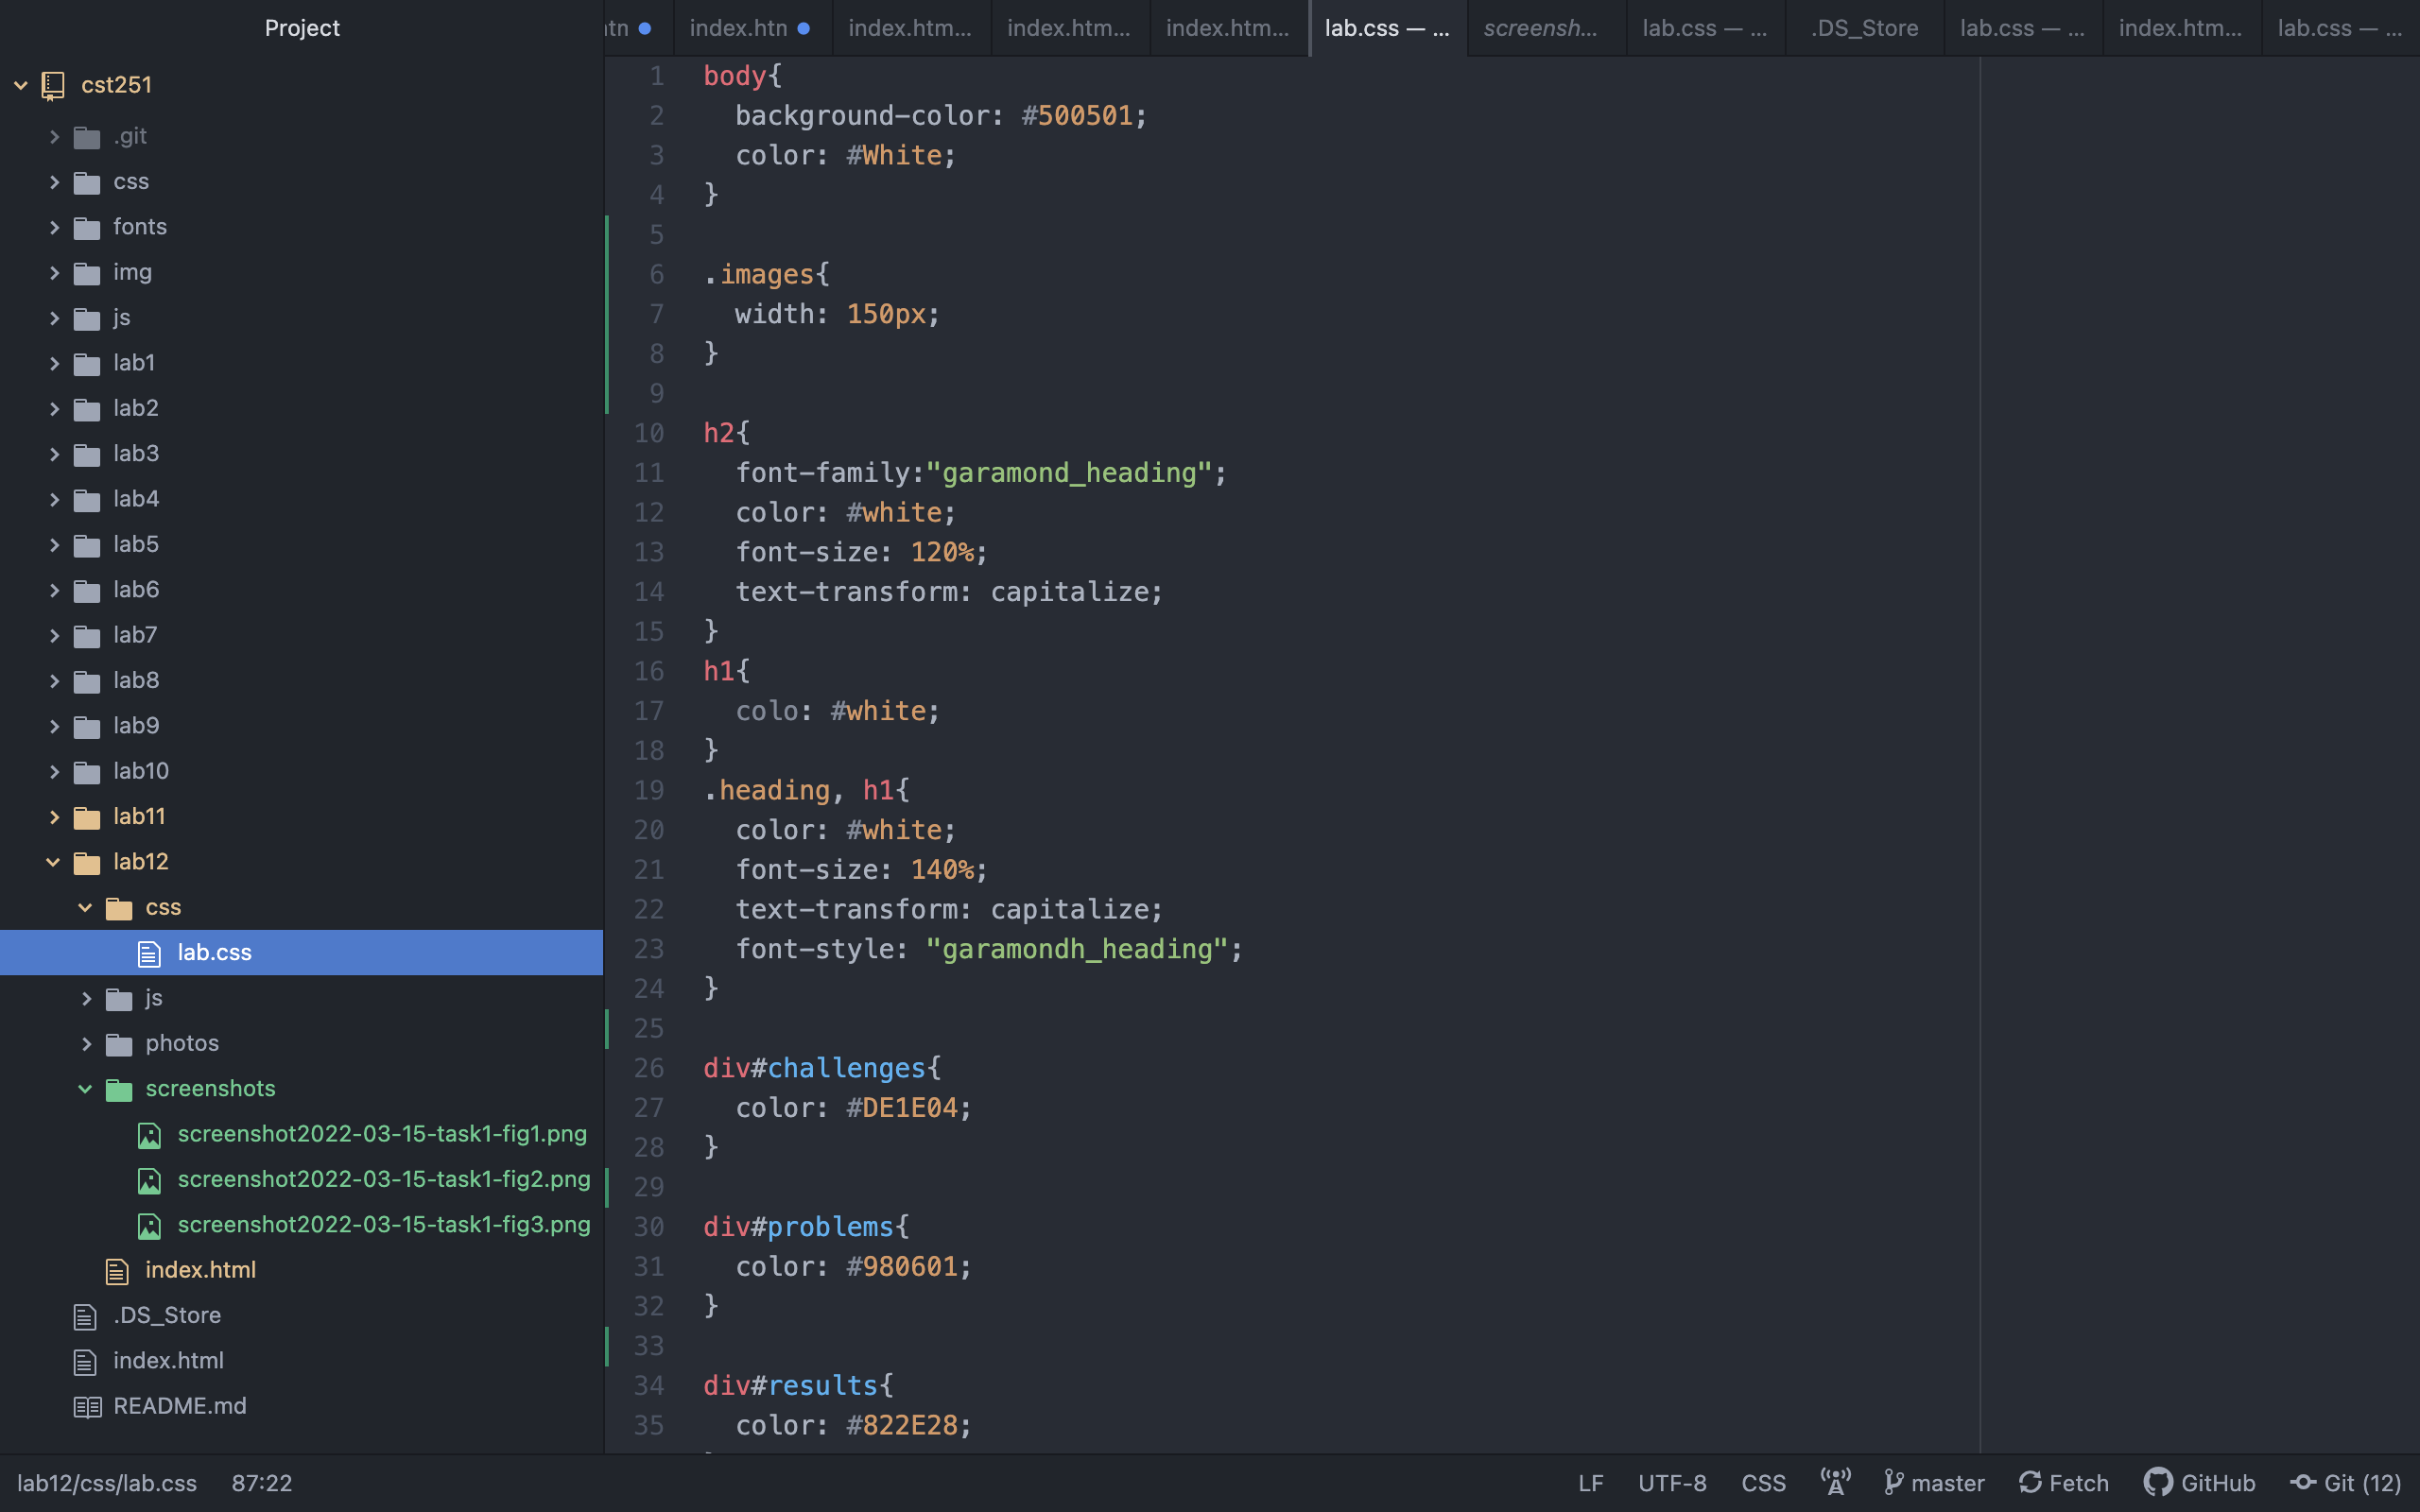 Project
cst251
.git
css
fonts
img
js
lab1
lab2
lab3
lab4
lab5
lab6
lab7
lab8
lab9
lab10
lab11
lab12
css
lab.css
js
photos
screenshots
screenshot2022-03-15-task1-fig1.png
screenshot2022-03-15-task1-fig2.png
screenshot2022-03-15-task1-fig3.png
index.html
.DS_Store
index.html
README.md
index.htn index.htm... index.htm... index.htm... lab.css — ... screensh... lab.css — ... .DS_Store lab.css — ... index.htm... lab.css — ...
1 body{
2 background-color: #500501;
3 color: #White;
4 }
5
6 .images{
7 width: 150px;
8 }
9
10 h2{
11 font-family:"garamond_heading";
12 color: #white;
13 font-size: 120%;
14 text-transform: capitalize;
15 }
16 h1{
17 colo: #white;
18 }
19 .heading, h1{
20 color: #white;
21 font-size: 140%;
22 text-transform: capitalize;
23 font-style: "garamondh_heading";
24 }
25
26 div#challenges{
27 color: #DE1E04;
28 }
29
30 div#problems{
31 color: #980601;
32 }
33
34 div#results{
35 color: #822E28;
lab12/css/lab.css 87:22 LF UTF-8 CSS master Fetch GitHub Git (12)